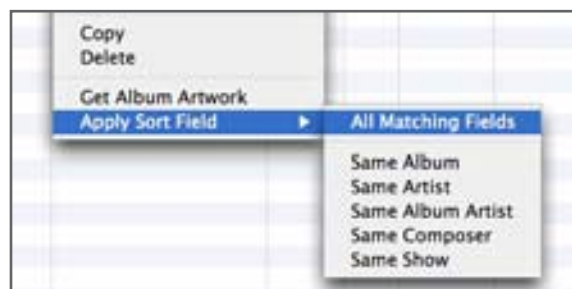 Copy
Delete
Get Album Artwork
Apply Sort Field
All Matching Fields
Same Album
Same Artist
Same Album Artist
Same Composer
Same Show